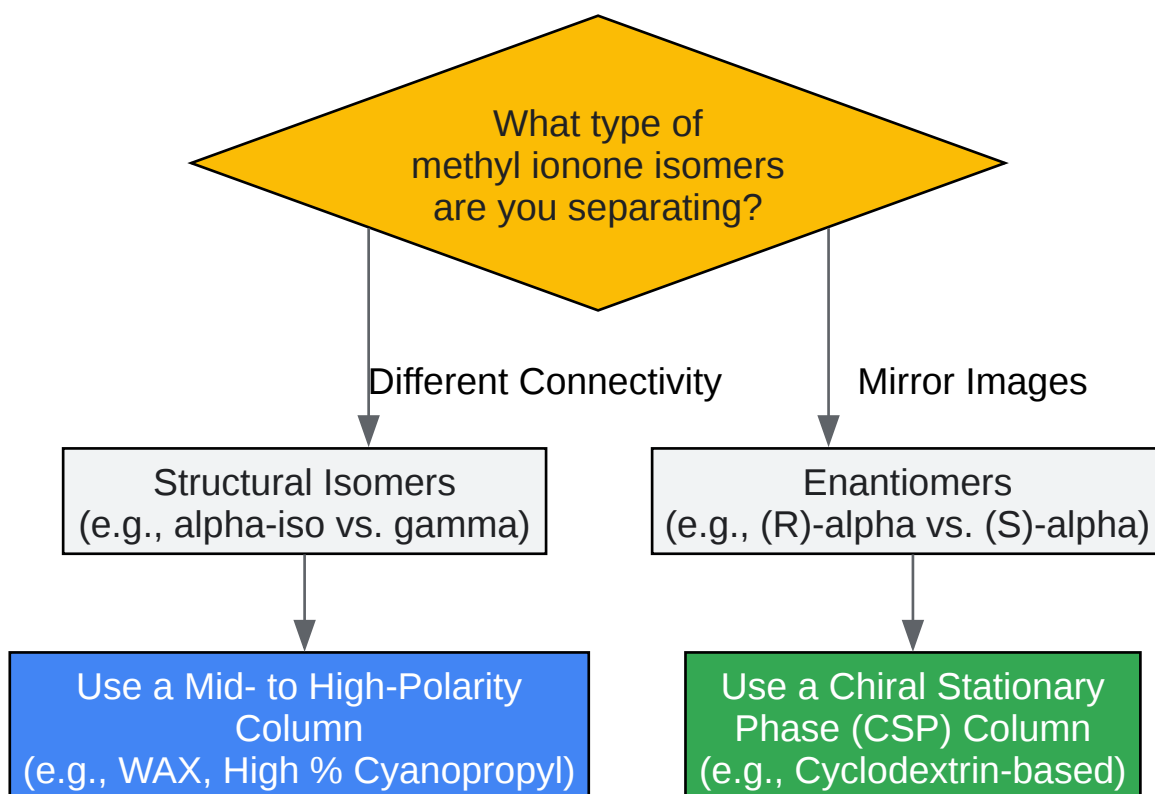 What type of
methyl ionone isomers
are you separating?
Different Connectivity
Mirror Images
Structural Isomers
(e.g., alpha-iso vs. gamma)
Enantiomers
(e.g., (R)-alpha vs. (S)-alpha)
Use a Mid- to High-Polarity
Column
(e.g., WAX, High % Cyanopropyl)
Use a Chiral Stationary
Phase (CSP) Column
(e.g., Cyclodextrin-based)